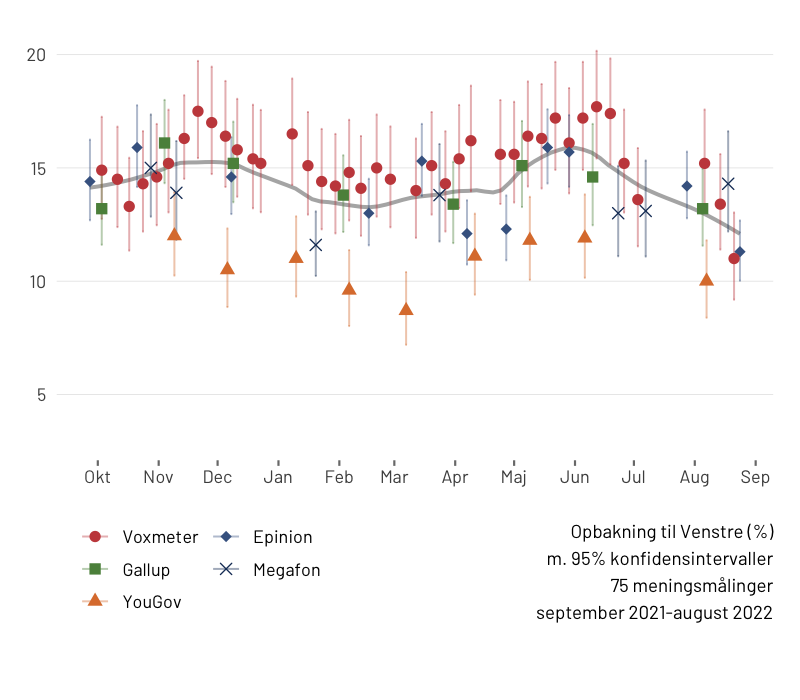 20
15
10
5
Okt Nov Dec Jan Feb Mar Apr Maj Jun Jul Aug Sep
Voxmeter Epinion
Gallup Megafon
YouGov
Opbakning til Venstre (%)
m. 95% konfidensintervaller
75 meningsmålinger
september 2021-august 2022